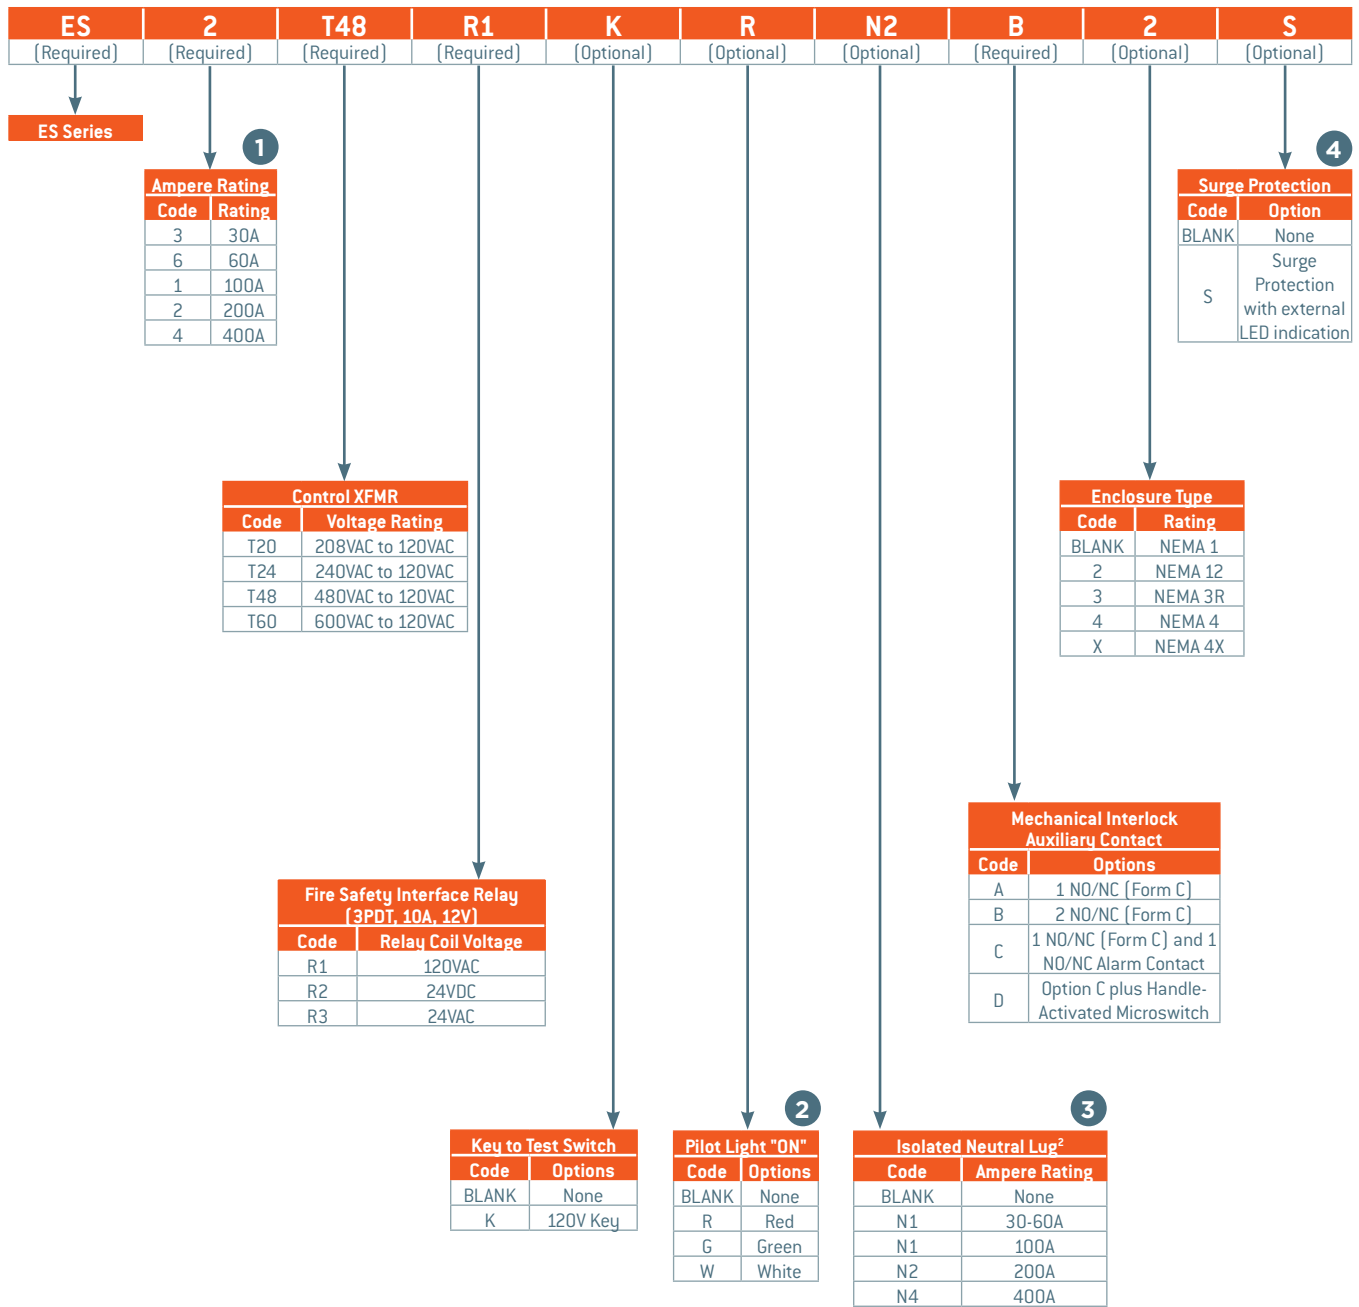 ES 2 T48 R1 K R N2 B 2 S
(Required) (Required) (Required) (Required) (Optional) (Optional) (Optional) (Required) (Optional) (Optional)
ES Series
1
Ampere Rating
Code Rating
3 30A
6 60A
1 100A
2 200A
4 400A
4
Surge Protection
Code Option
BLANK None
S Surge
Protection
with external
LED indication
Control XFMR
Code Voltage Rating
T20 208VAC to 120VAC
T24 240VAC to 120VAC
T48 480VAC to 120VAC
T60 600VAC to 120VAC
Enclosure Type
Code Rating
BLANK NEMA 1
2 NEMA 12
3 NEMA 3R
4 NEMA 4
X NEMA 4X
Mechanical Interlock
Auxiliary Contact
Code Options
A 1 NO/NC (Form C)
B 2 NO/NC (Form C)
C 1 NO/NC (Form C) and 1
NO/NC Alarm Contact
D Option C plus Handle-
Activated Microswitch
Fire Safety Interface Relay
(3PDT, 10A, 12V)
Code Relay Coil Voltage
R1 120VAC
R2 24VDC
R3 24VAC
Key to Test Switch
Code Options
BLANK None
K 120V Key
2
Pilot Light "ON"
Code Options
BLANK None
R Red
G Green
W White
3
Isolated Neutral Lug²
Code Ampere Rating
BLANK None
N1 30-60A
N1 100A
N2 200A
N4 400A